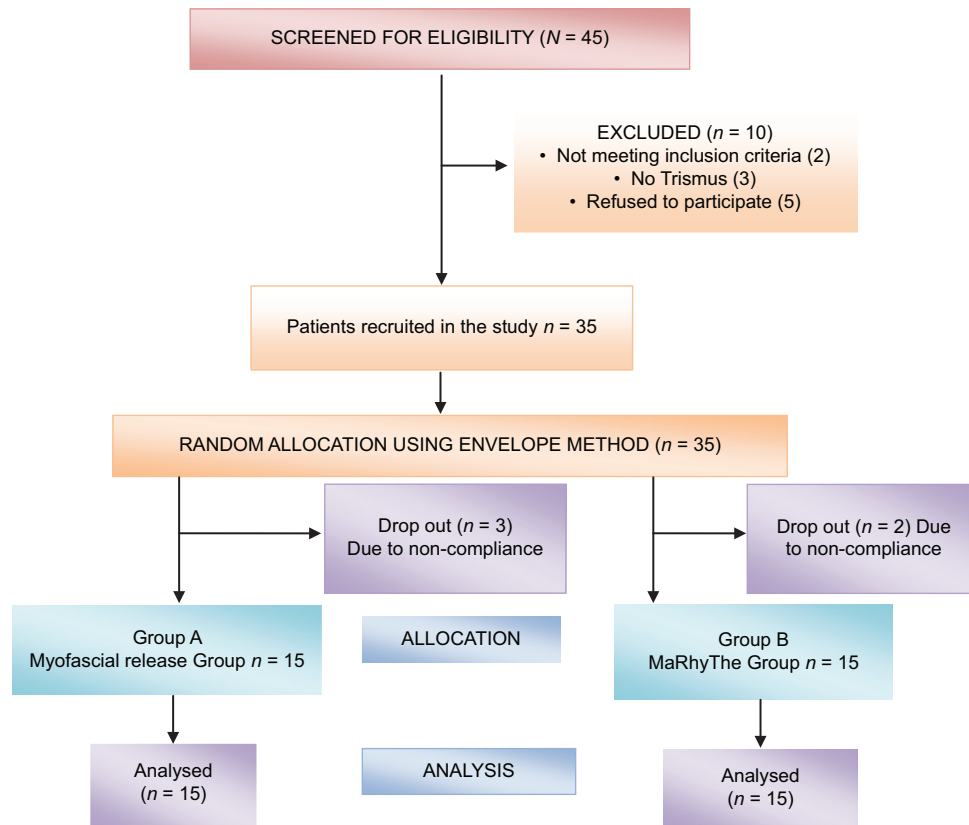 SCREENED FOR ELIGIBILITY (N = 45)
EXCLUDED (n = 10)
• Not meeting inclusion criteria (2)
• No Trismus (3)
• Refused to participate (5)
Patients recruited in the study n = 35
RANDOM ALLOCATION USING ENVELOPE METHOD (n = 35)
Drop out (n = 3)
Due to non-compliance
Drop out (n = 2) Due
to non-compliance
Group A
Myofascial release Group n = 15
ALLOCATION
Group B
MaRhyThe Group n = 15
Analysed
(n = 15)
ANALYSIS
Analysed
(n = 15)